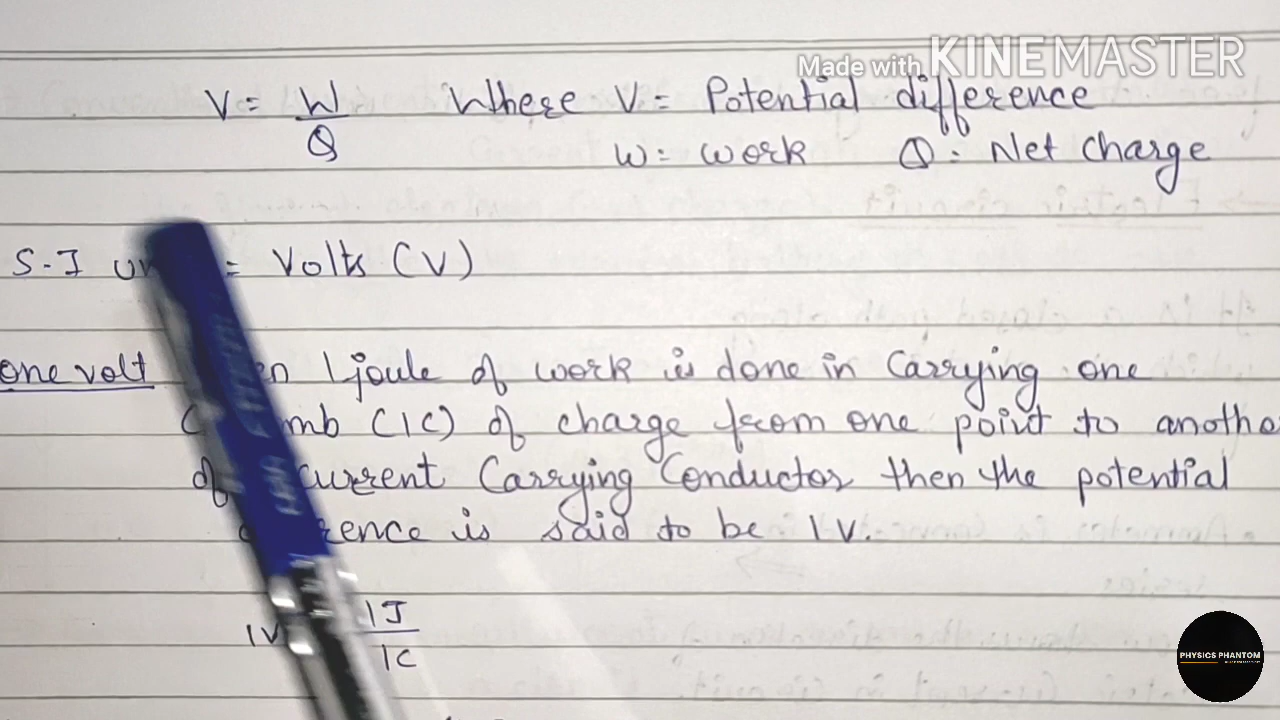 Made with KINEMASTER
V = W/Q Where V = Potential difference
W = work Q = Net charge
S.I = Volts (V)
one volt 1 joule of work is done in Carrying one
(1C) of charge from one point to another
of current Carrying Conductor then the potential
is said to be 1V.
1V 1J/1C
PHYSICS PHANTOM